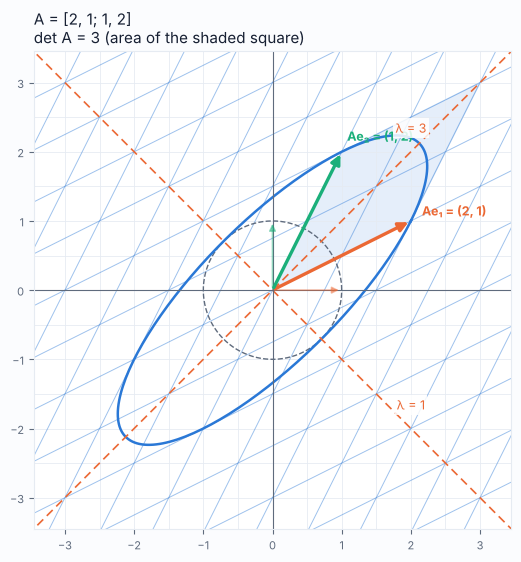 A = [2, 1; 1, 2]
det A = 3 (area of the shaded square)
3
2
1
0
−1
−2
−3
λ = 3
Ae₁ = (2, 1)
λ = 1
−3
−2
−1
0
1
2
3